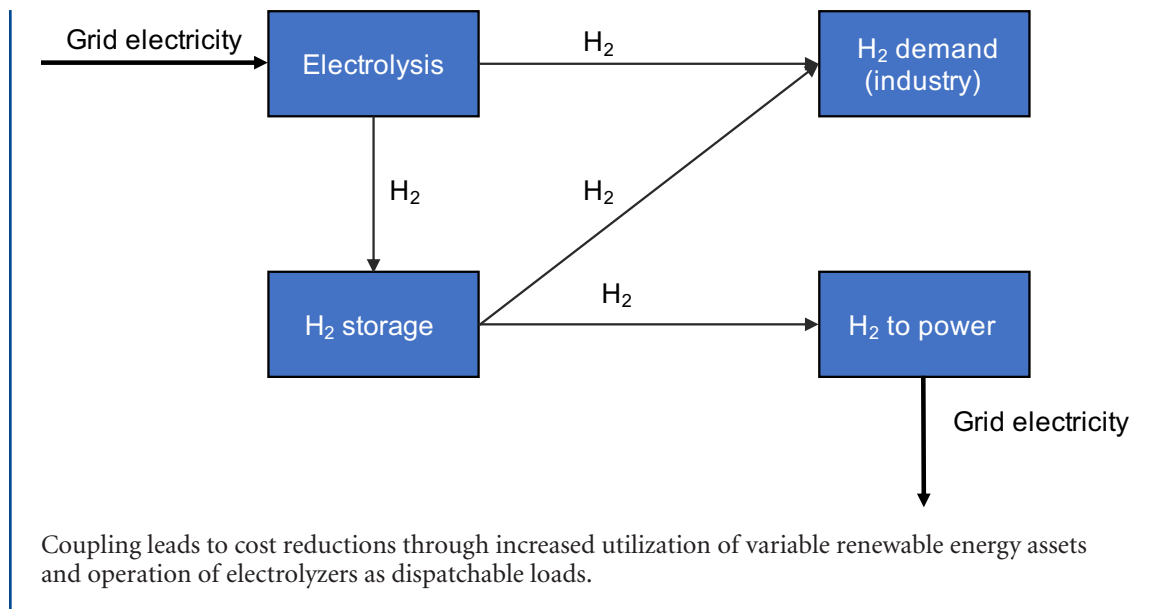 Grid electricity
Electrolysis
H₂
H₂ demand
(industry)
H₂
H₂
H₂ storage
H₂
H₂ to power
Grid electricity
Coupling leads to cost reductions through increased utilization of variable renewable energy assets
and operation of electrolyzers as dispatchable loads.